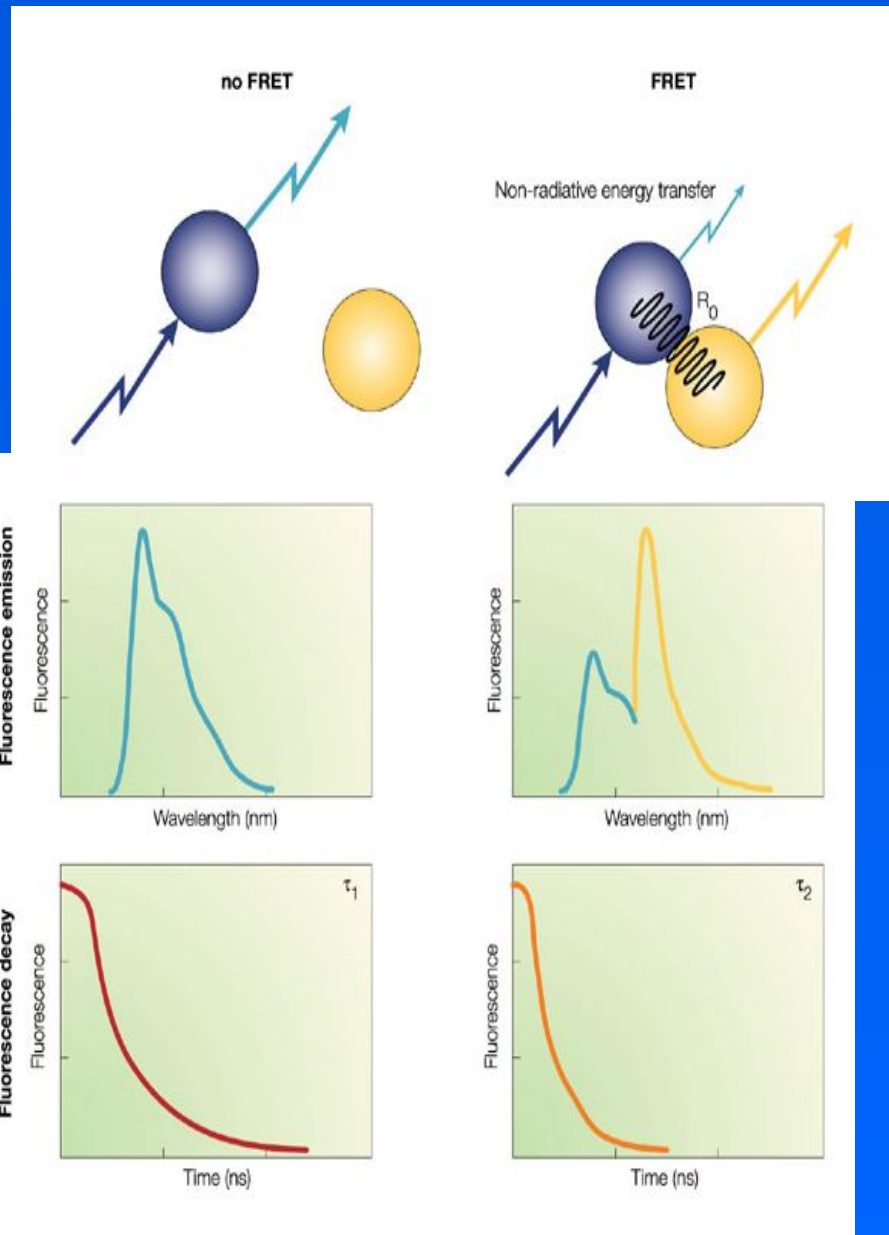 no FRET
FRET
Non-radiative energy transfer
R0
Fluorescence emission
Fluorescence
Wavelength (nm)
Fluorescence
Wavelength (nm)
Fluorescence decay
Fluorescence
τ1
Time (ns)
Fluorescence
τ2
Time (ns)